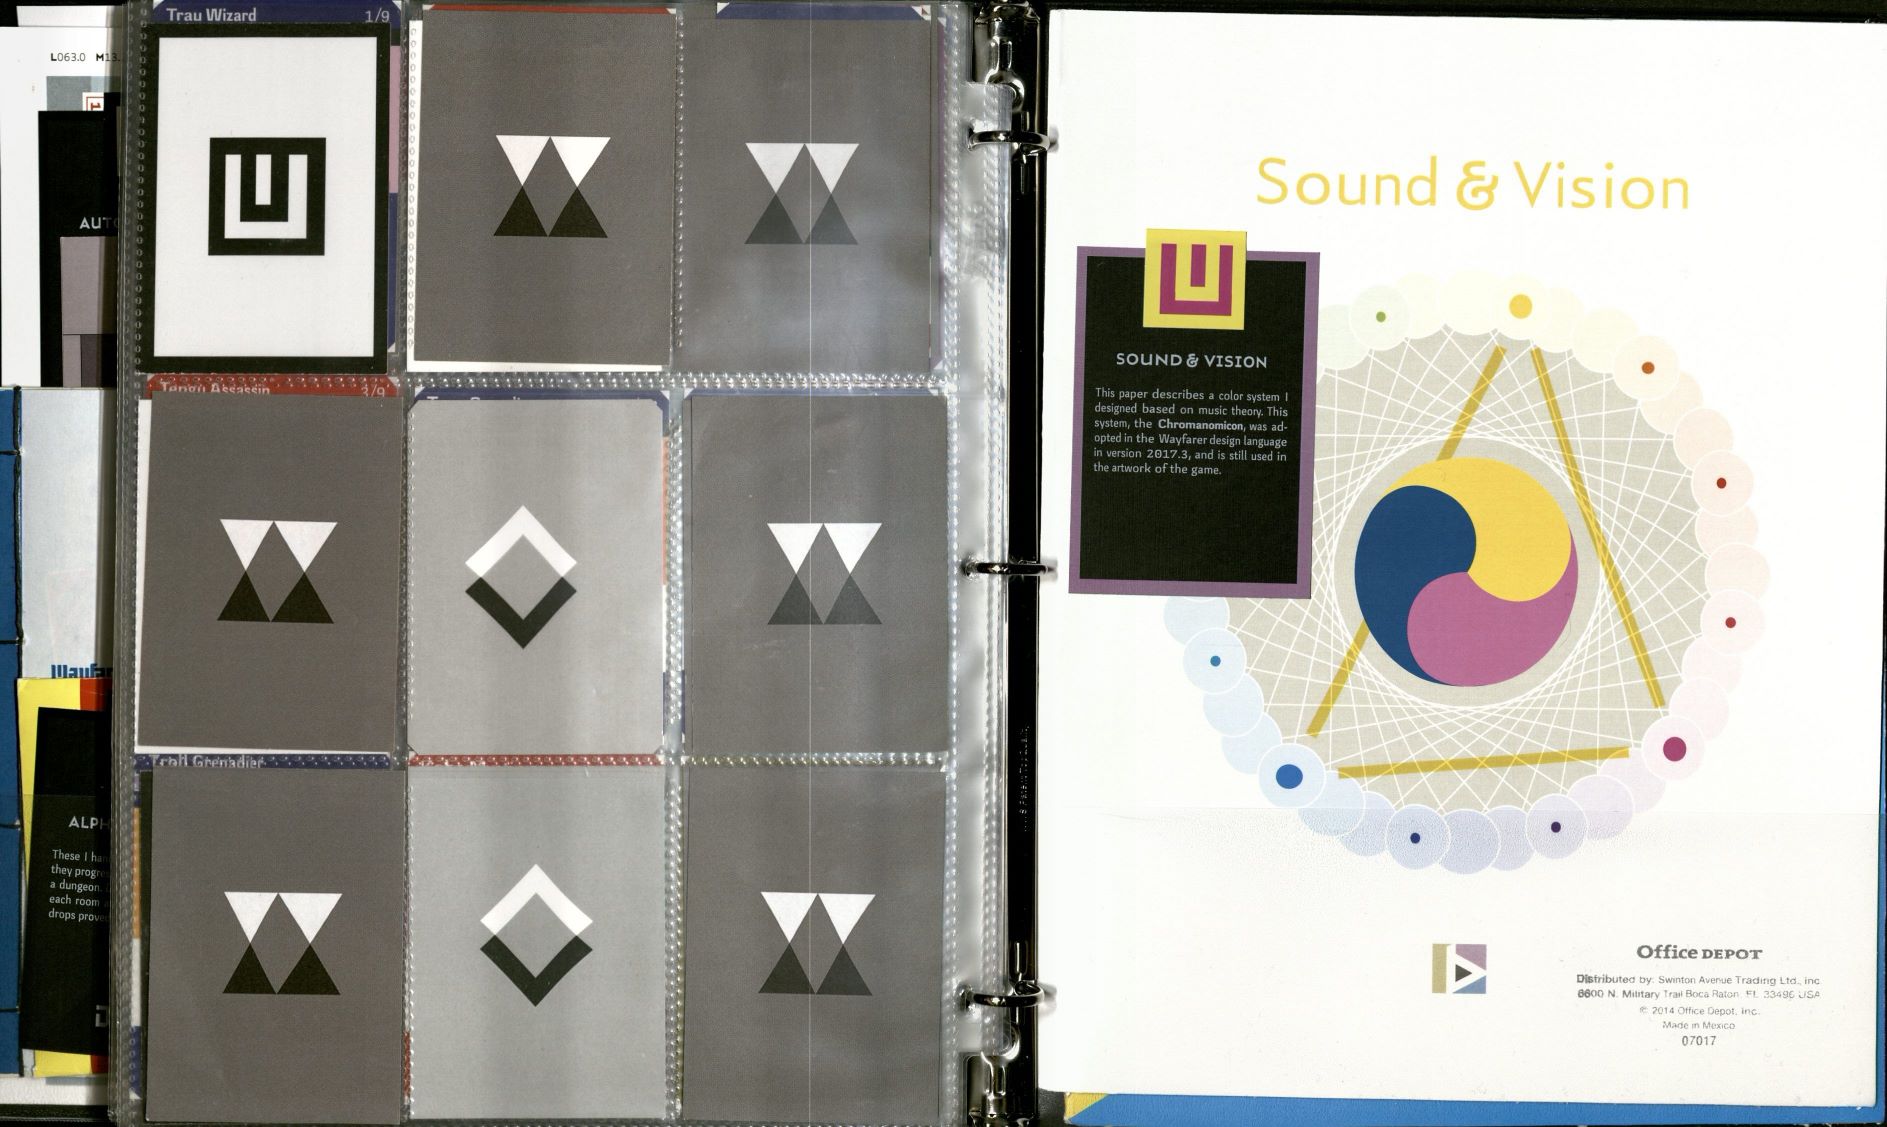 L063.0 M13.
AUTO
Wayfar
ALPH
These I ha
they progre
a dungeon.
each room
drops prove
Trau Wizard 1/9
Tengu Assassin 3/9
Troll Grenadier
Sound & Vision
SOUND & VISION
This paper describes a color system I
designed based on music theory. This
system, the Chromanomicon, was ad-
opted in the Wayfarer design language
in version 2017.3, and is still used in
the artwork of the game.
Office DEPOT
Distributed by: Swinton Avenue Trading Ltd., Inc.
6600 N. Military Trail Boca Raton, FL 33496 USA
© 2014 Office Depot, Inc.
Made in Mexico
07017